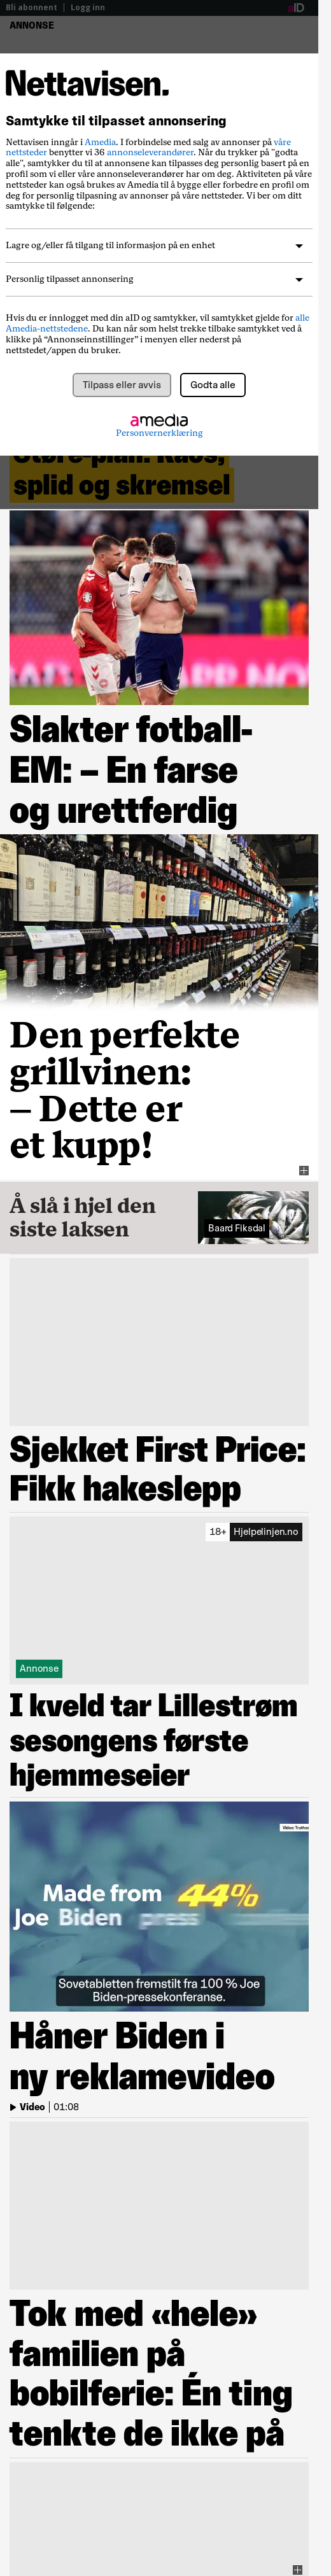 Bli abonnent | Logg inn
aID
ANNONSE
Nettavisen.
Samtykke til tilpasset annonsering
Nettavisen inngår i Amedia. I forbindelse med salg av annonser på våre
nettsteder benytter vi 36 annonseleverandører. Når du trykker på "godta
alle", samtykker du til at annonsene kan tilpasses deg personlig basert på en
profil som vi eller våre annonseleverandører har om deg. Aktiviteten på våre
nettsteder kan også brukes av Amedia til å bygge eller forbedre en profil om
deg for personlig tilpasning av annonser på våre nettsteder. Vi ber om ditt
samtykke til følgende:
Lagre og/eller få tilgang til informasjon på en enhet
Personlig tilpasset annonsering
Hvis du er innlogget med din aID og samtykker, vil samtykket gjelde for alle
Amedia-nettstedene. Du kan når som helst trekke tilbake samtykket ved å
klikke på “Annonseinnstillinger” i menyen eller nederst på
nettstedet/appen du bruker.
Tilpass eller avvis
Godta alle
amedia
Personvernerklæring
splid og skremsel
Slakter fotball-
EM: – En farse
og urettferdig
Den perfekte
grillvinen:
– Dette er
et kupp!
Å slå i hjel den
siste laksen
Baard Fiksdal
Sjekket First Price:
Fikk hakeslepp
18+ Hjelpelinjen.no
Annonse
I kveld tar Lillestrøm
sesongens første
hjemmeseier
Made from 44%
Joe Biden press
Sovetabletten fremstilt fra 100 % Joe
Biden-pressekonferanse.
Håner Biden i
ny reklamevideo
Video | 01:08
Tok med «hele»
familien på
bobilferie: Én ting
tenkte de ikke på